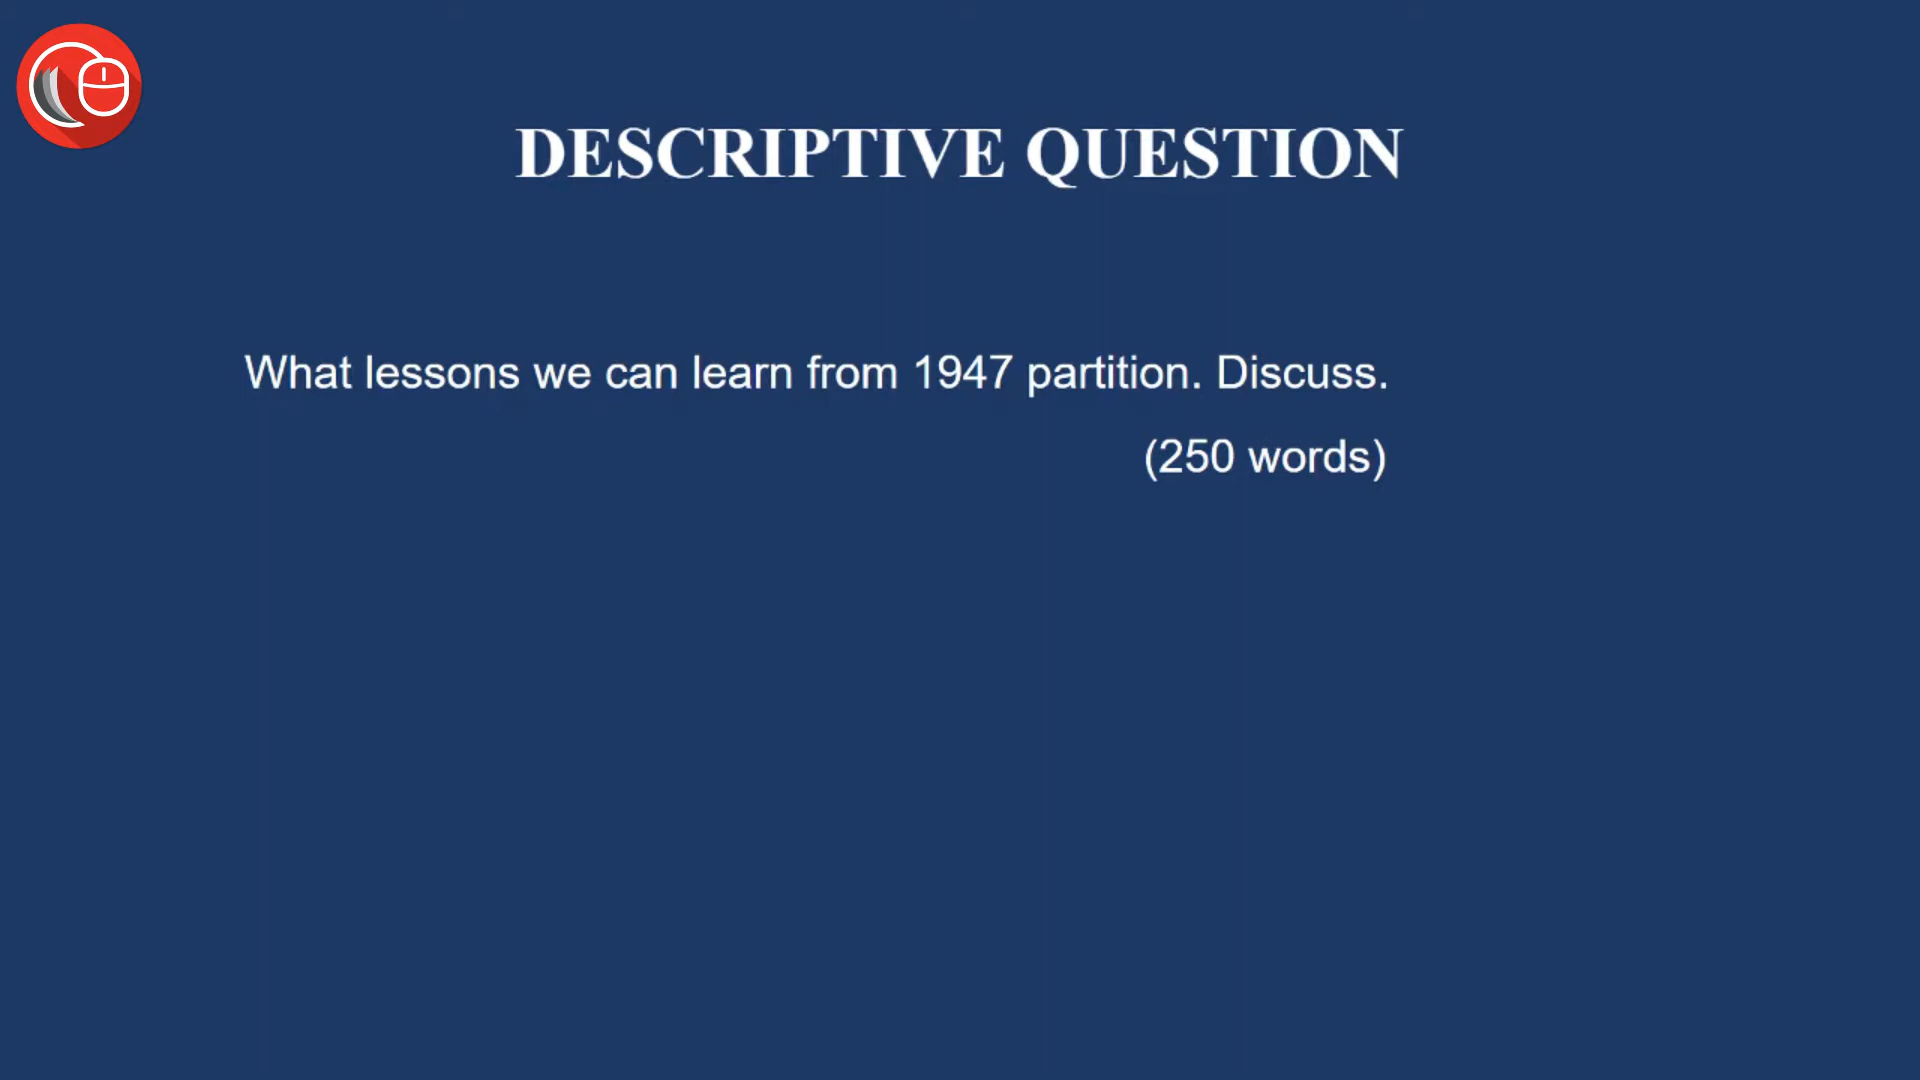 DESCRIPTIVE QUESTION
What lessons we can learn from 1947 partition. Discuss.
(250 words)